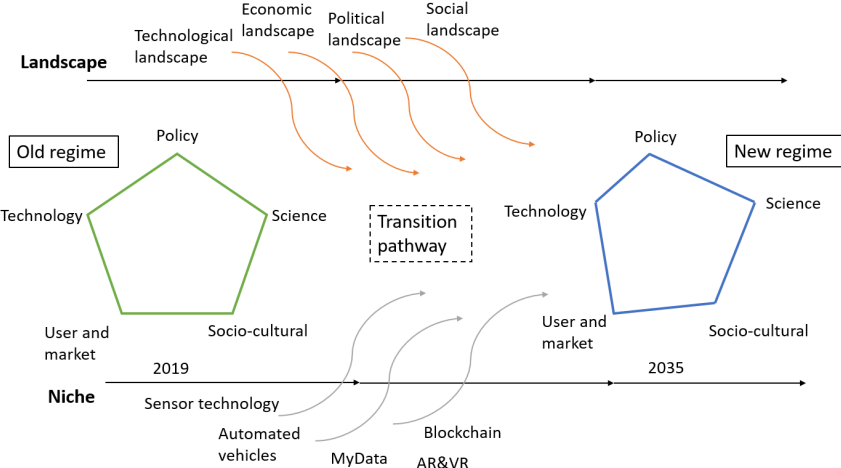 Economic
landscape
Political
landscape
Social
landscape
Technological
landscape
Landscape
Old regime
Policy
Technology
Science
User and
market
Socio-cultural
Transition
pathway
New regime
Policy
Technology
Science
User and
market
Socio-cultural
2019
2035
Niche
Sensor technology
Automated
vehicles
MyData
Blockchain
AR&VR